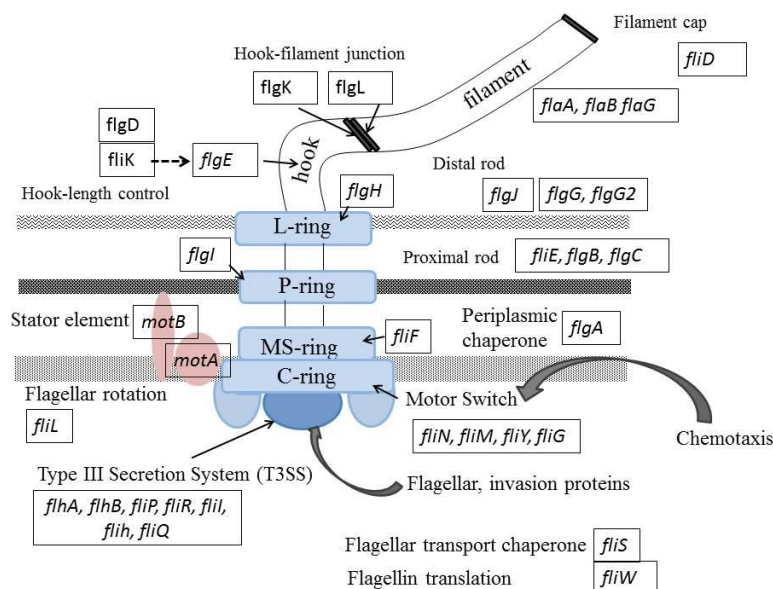 Filament cap
fliD
Hook-filament junction
flgK
flgL
filament
flaA, flaB flaG
flgD
fliK
flgE
hook
Hook-length control
Distal rod
flgH
flgJ
flgG, flgG2
L-ring
flgI
Proximal rod
fliE, flgB, flgC
P-ring
Stator element
motB
motA
Periplasmic
chaperone
flgA
fliF
MS-ring
C-ring
Flagellar rotation
fliL
Motor Switch
fliN, fliM, fliY, fliG
Chemotaxis
Type III Secretion System (T3SS)
flhA, flhB, fliP, fliR, fliI,
flih, fliQ
Flagellar, invasion proteins
Flagellar transport chaperone
fliS
Flagellin translation
fliW